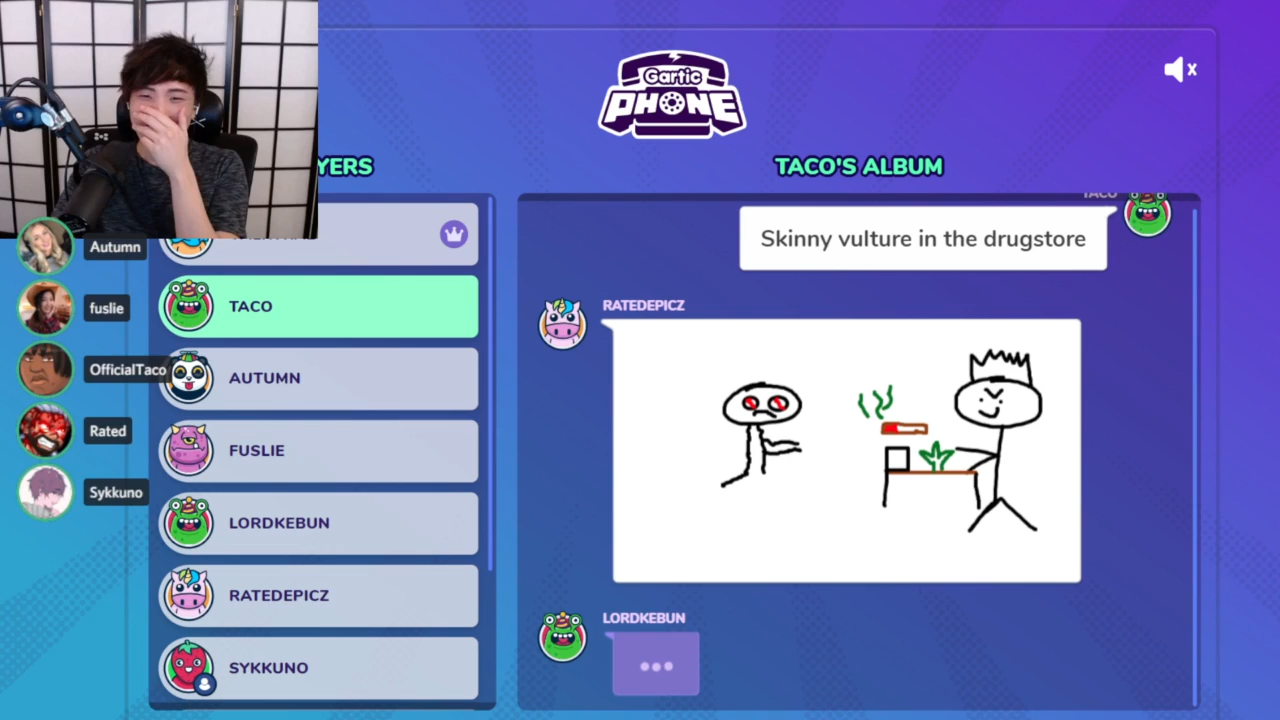 Gartic
PHONE
YERS
TACO'S ALBUM
TACO
Skinny vulture in the drugstore
Autumn
fuslie
OfficialTaco
Rated
Sykkuno
TACO
AUTUMN
FUSLIE
LORDKEBUN
RATEDEPICZ
SYKKUNO
RATEDEPICZ
LORDKEBUN